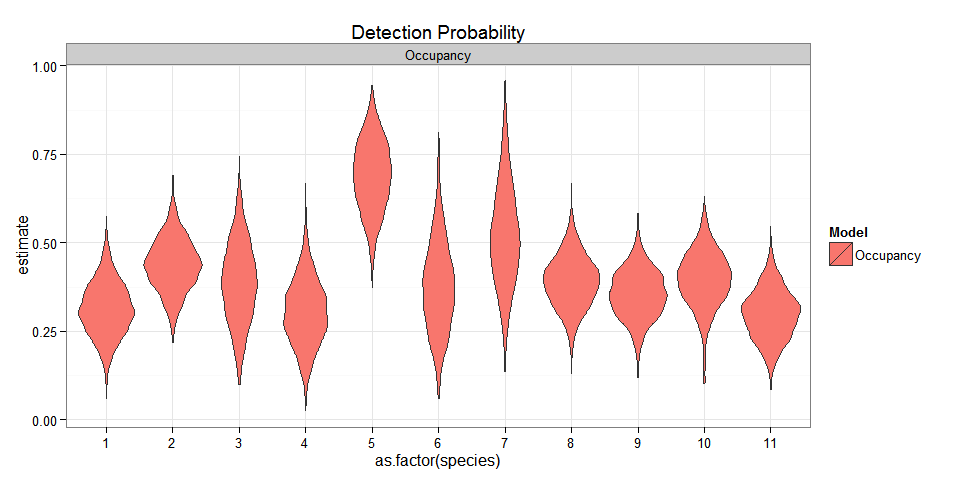 Detection Probability
Occupancy
1.00
0.75
0.50
0.25
0.00
estimate
1 2 3 4 5 6 7 8 9 10 11
as.factor(species)
Model
Occupancy